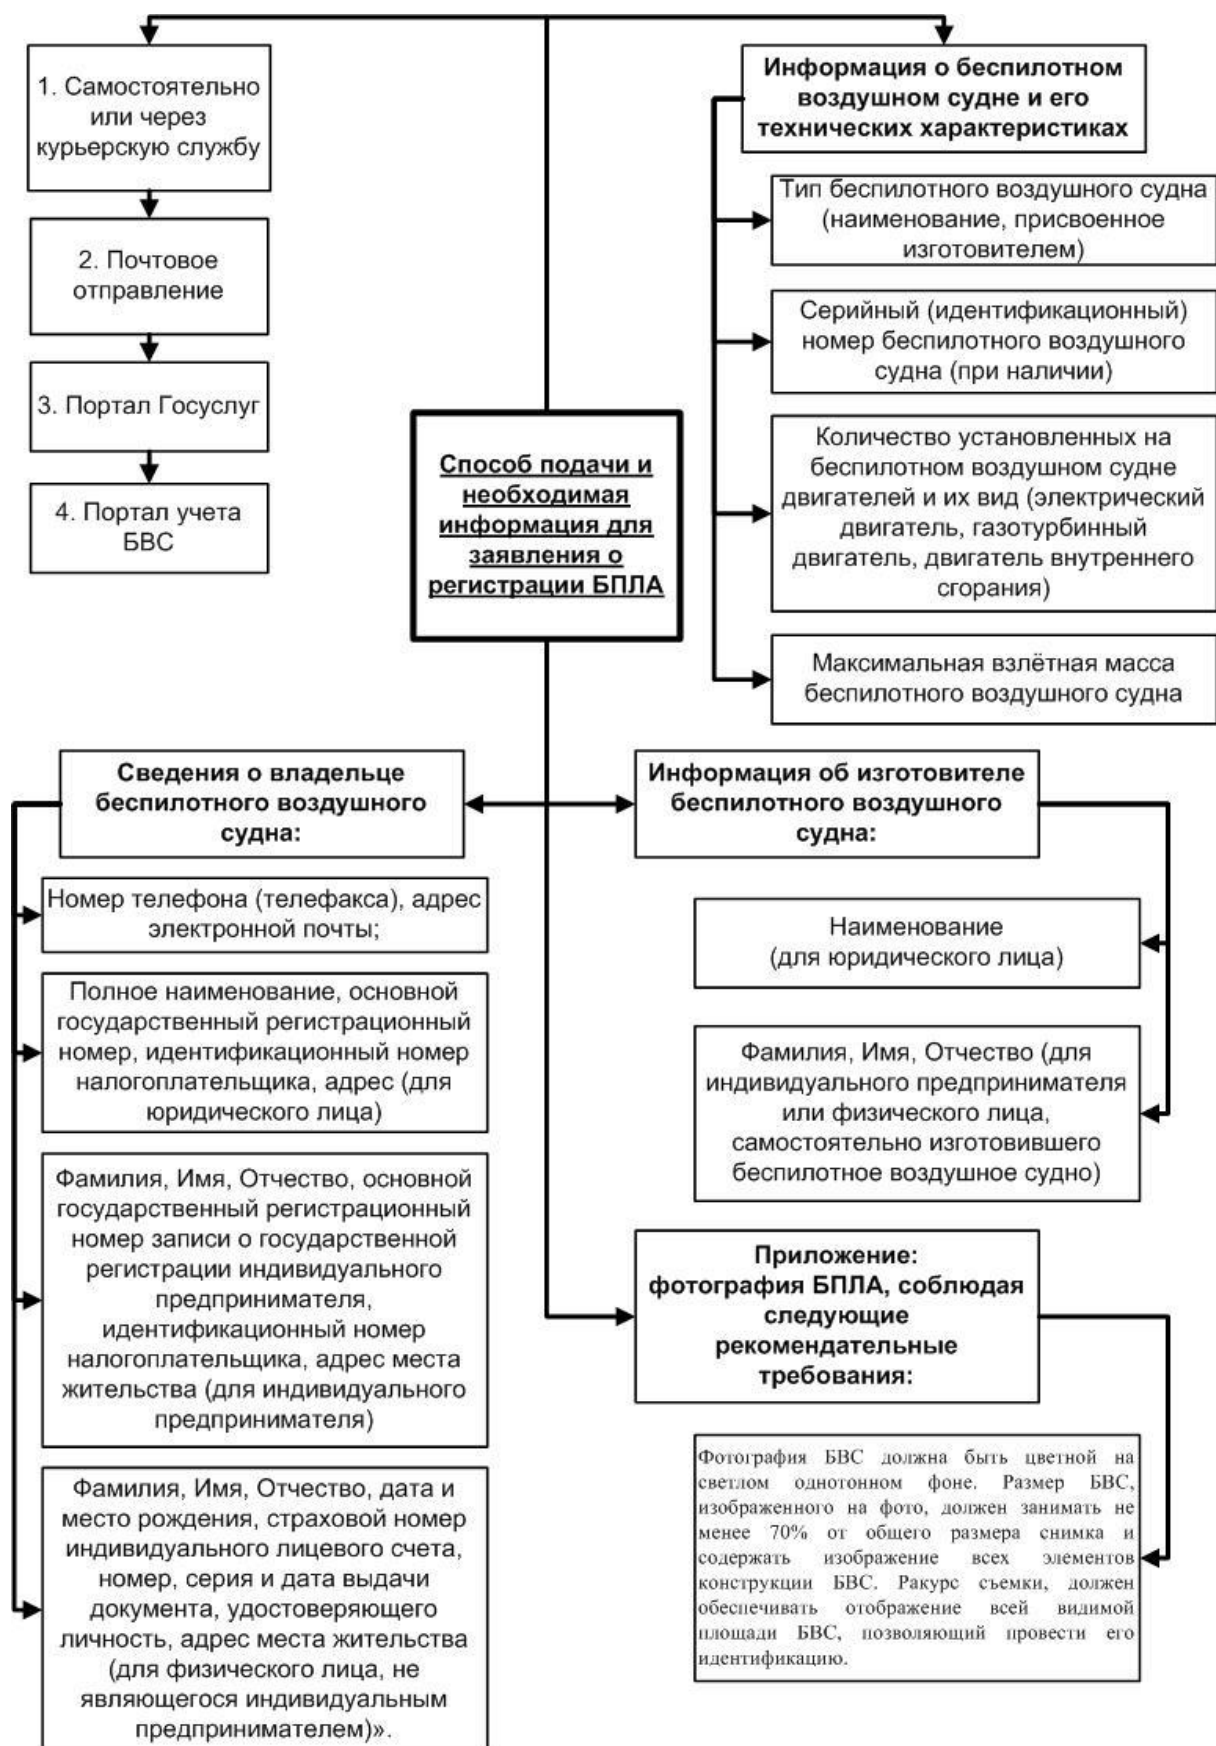 1. Самостоятельно
или через
курьерскую службу
2. Почтовое
отправление
3. Портал Госуслуг
4. Портал учета
БВС
Способ подачи и
необходимая
информация для
заявления о
регистрации БПЛА
Информация о беспилотном
воздушном судне и его
технических характеристиках
Тип беспилотного воздушного судна
(наименование, присвоенное
изготовителем)
Серийный (идентификационный)
номер беспилотного воздушного
судна (при наличии)
Количество установленных на
беспилотном воздушном судне
двигателей и их вид (электрический
двигатель, газотурбинный
двигатель, двигатель внутреннего
сгорания)
Максимальная взлётная масса
беспилотного воздушного судна
Сведения о владельце
беспилотного воздушного
судна:
Номер телефона (телефакса), адрес
электронной почты;
Полное наименование, основной
государственный регистрационный
номер, идентификационный номер
налогоплательщика, адрес (для
юридического лица)
Фамилия, Имя, Отчество, основной
государственный регистрационный
номер записи о государственной
регистрации индивидуального
предпринимателя,
идентификационный номер
налогоплательщика, адрес места
жительства (для индивидуального
предпринимателя)
Фамилия, Имя, Отчество, дата и
место рождения, страховой номер
индивидуального лицевого счета,
номер, серия и дата выдачи
документа, удостоверяющего
личность, адрес места жительства
(для физического лица, не
являющегося индивидуальным
предпринимателем)».
Информация об изготовителе
беспилотного воздушного
судна:
Наименование
(для юридического лица)
Фамилия, Имя, Отчество (для
индивидуального предпринимателя
или физического лица,
самостоятельно изготовившего
беспилотное воздушное судно)
Приложение:
фотография БПЛА, соблюдая
следующие
рекомендательные
требования:
Фотография БВС должна быть цветной на
светлом однотонном фоне. Размер БВС,
изображенного на фото, должен занимать не
менее 70% от общего размера снимка и
содержать изображение всех элементов
конструкции БВС. Ракурс съемки, должен
обеспечивать отображение всей видимой
площади БВС, позволяющий провести его
идентификацию.